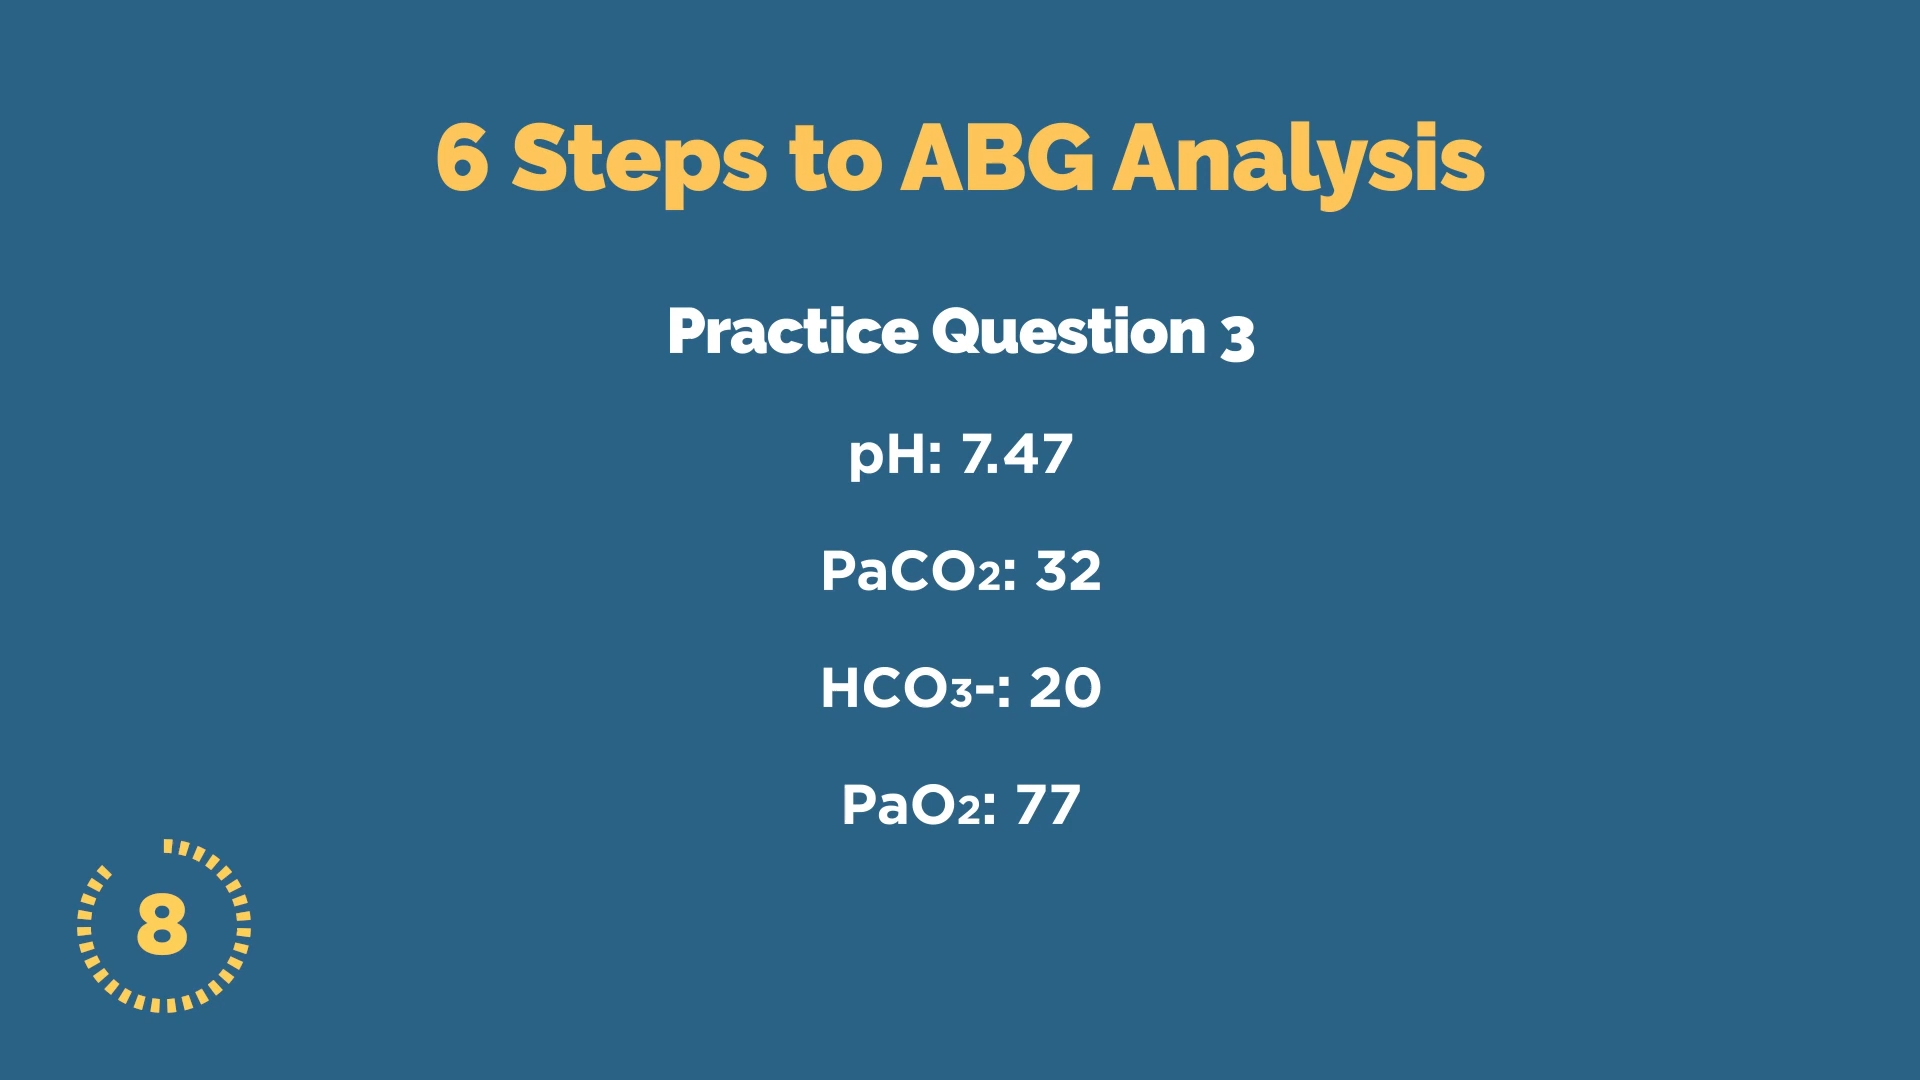 6 Steps to ABG Analysis
Practice Question 3
pH: 7.47
PaCO2: 32
HCO3-: 20
PaO2: 77
8